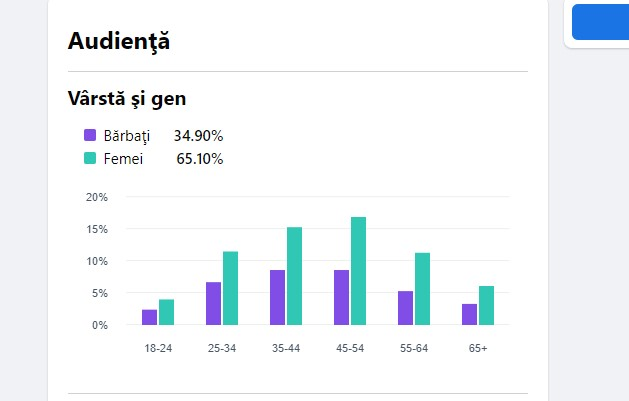 Audienţă
Vârstă şi gen
Bărbaţi 34.90%
Femei 65.10%
20%
15%
10%
5%
0%
18-24 25-34 35-44 45-54 55-64 65+